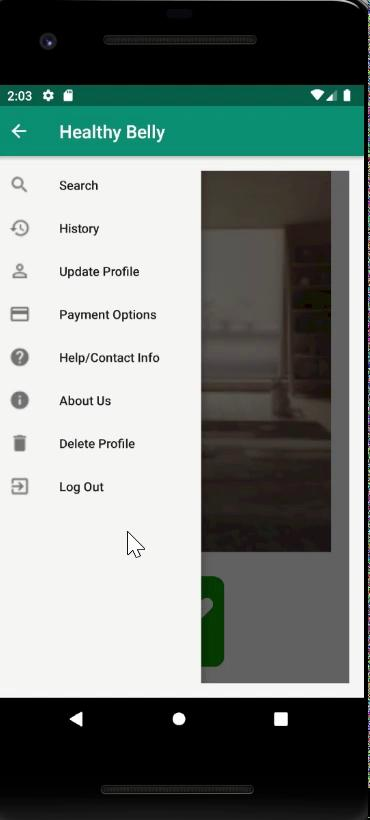 2:03
Healthy Belly
Search
History
Update Profile
Payment Options
Help/Contact Info
About Us
Delete Profile
Log Out